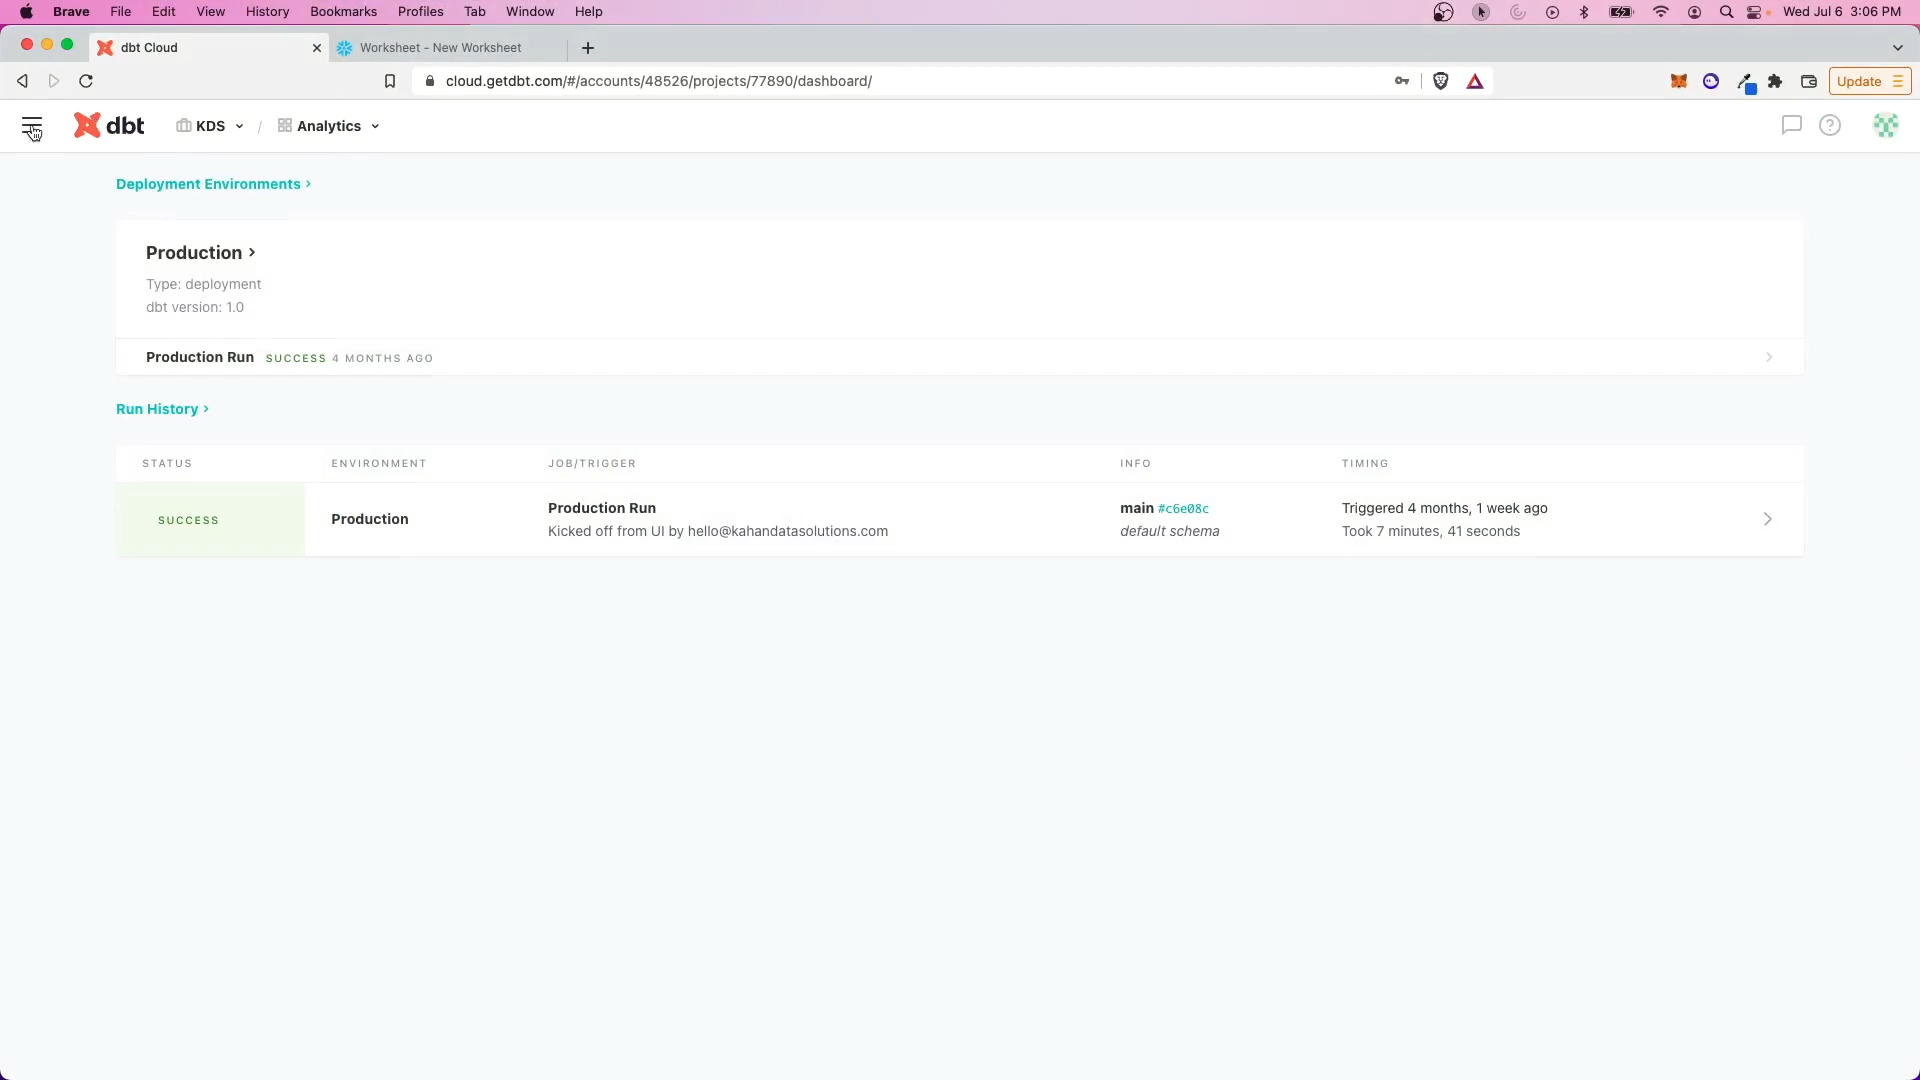 Brave File Edit View History Bookmarks Profiles Tab Window Help Wed Jul 6 3:06 PM
dbt Cloud Worksheet - New Worksheet
cloud.getdbt.com/#/accounts/48526/projects/77890/dashboard/ Update
dbt KDS / Analytics
Deployment Environments
Production
Type: deployment
dbt version: 1.0
Production Run SUCCESS 4 MONTHS AGO
Run History
STATUS ENVIRONMENT JOB/TRIGGER INFO TIMING
SUCCESS Production Production Run main #c6e08c Triggered 4 months, 1 week ago
Kicked off from UI by hello@kahandatasolutions.com default schema Took 7 minutes, 41 seconds